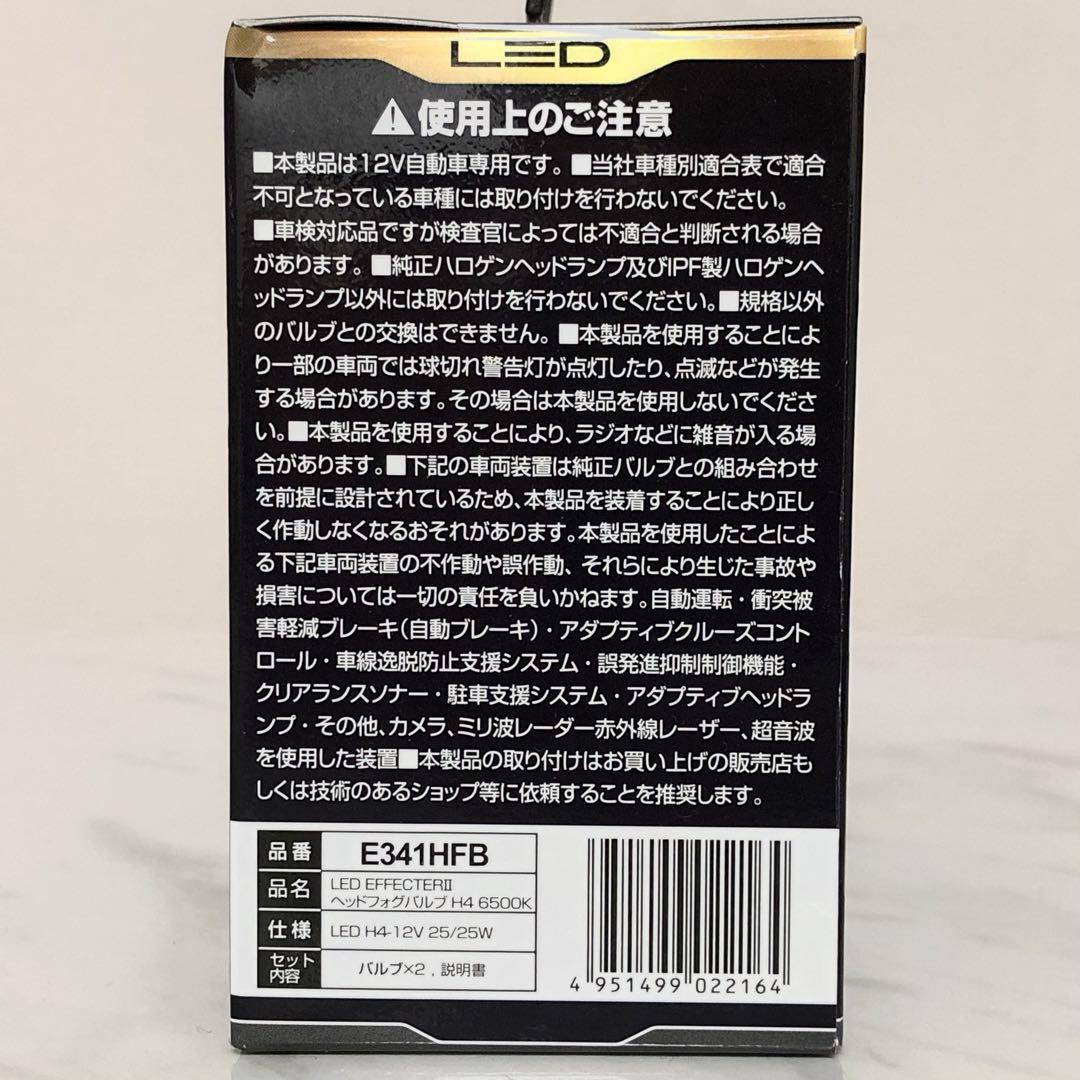 LED
⚠使用上のご注意
■本製品は12V自動車専用です。■当社車種別適合表で適合
不可となっている車種には取り付けを行わないでください。
■車検対応品ですが検査官によっては不適合と判断される場合
があります。■純正ハロゲンヘッドランプ及びIPF製ハロゲンヘ
ッドランプ以外には取り付けを行わないでください。■規格以外
のバルブとの交換はできません。■本製品を使用することによ
り一部の車両では球切れ警告灯が点灯したり、点滅などが発生
する場合があります。その場合は本製品を使用しないでくださ
い。■本製品を使用することにより、ラジオなどに雑音が入る場
合があります。■下記の車両装置は純正バルブとの組み合わせ
を前提に設計されているため、本製品を装着することにより正し
く作動しなくなるおそれがあります。本製品を使用したことによ
る下記車両装置の不作動や誤作動、それらにより生じた事故や
損害については一切の責任を負いかねます。自動運転・衝突被
害軽減ブレーキ(自動ブレーキ)・アダプティブクルーズコント
ロール・車線逸脱防止支援システム・誤発進抑制制御機能・
クリアランスソナー・駐車支援システム・アダプティブヘッドラ
ンプ・その他、カメラ、ミリ波レーダー赤外線レーザー、超音波
を使用した装置■本製品の取り付けはお買い上げの販売店も
しくは技術のあるショップ等に依頼することを推奨します。
品番 E341HFB
品名 LED EFFECTERⅡ
ヘッドフォグバルブ H4 6500K
仕様 LED H4-12V 25/25W
セット
内容 バルブ×2 , 説明書
4 951499 022164